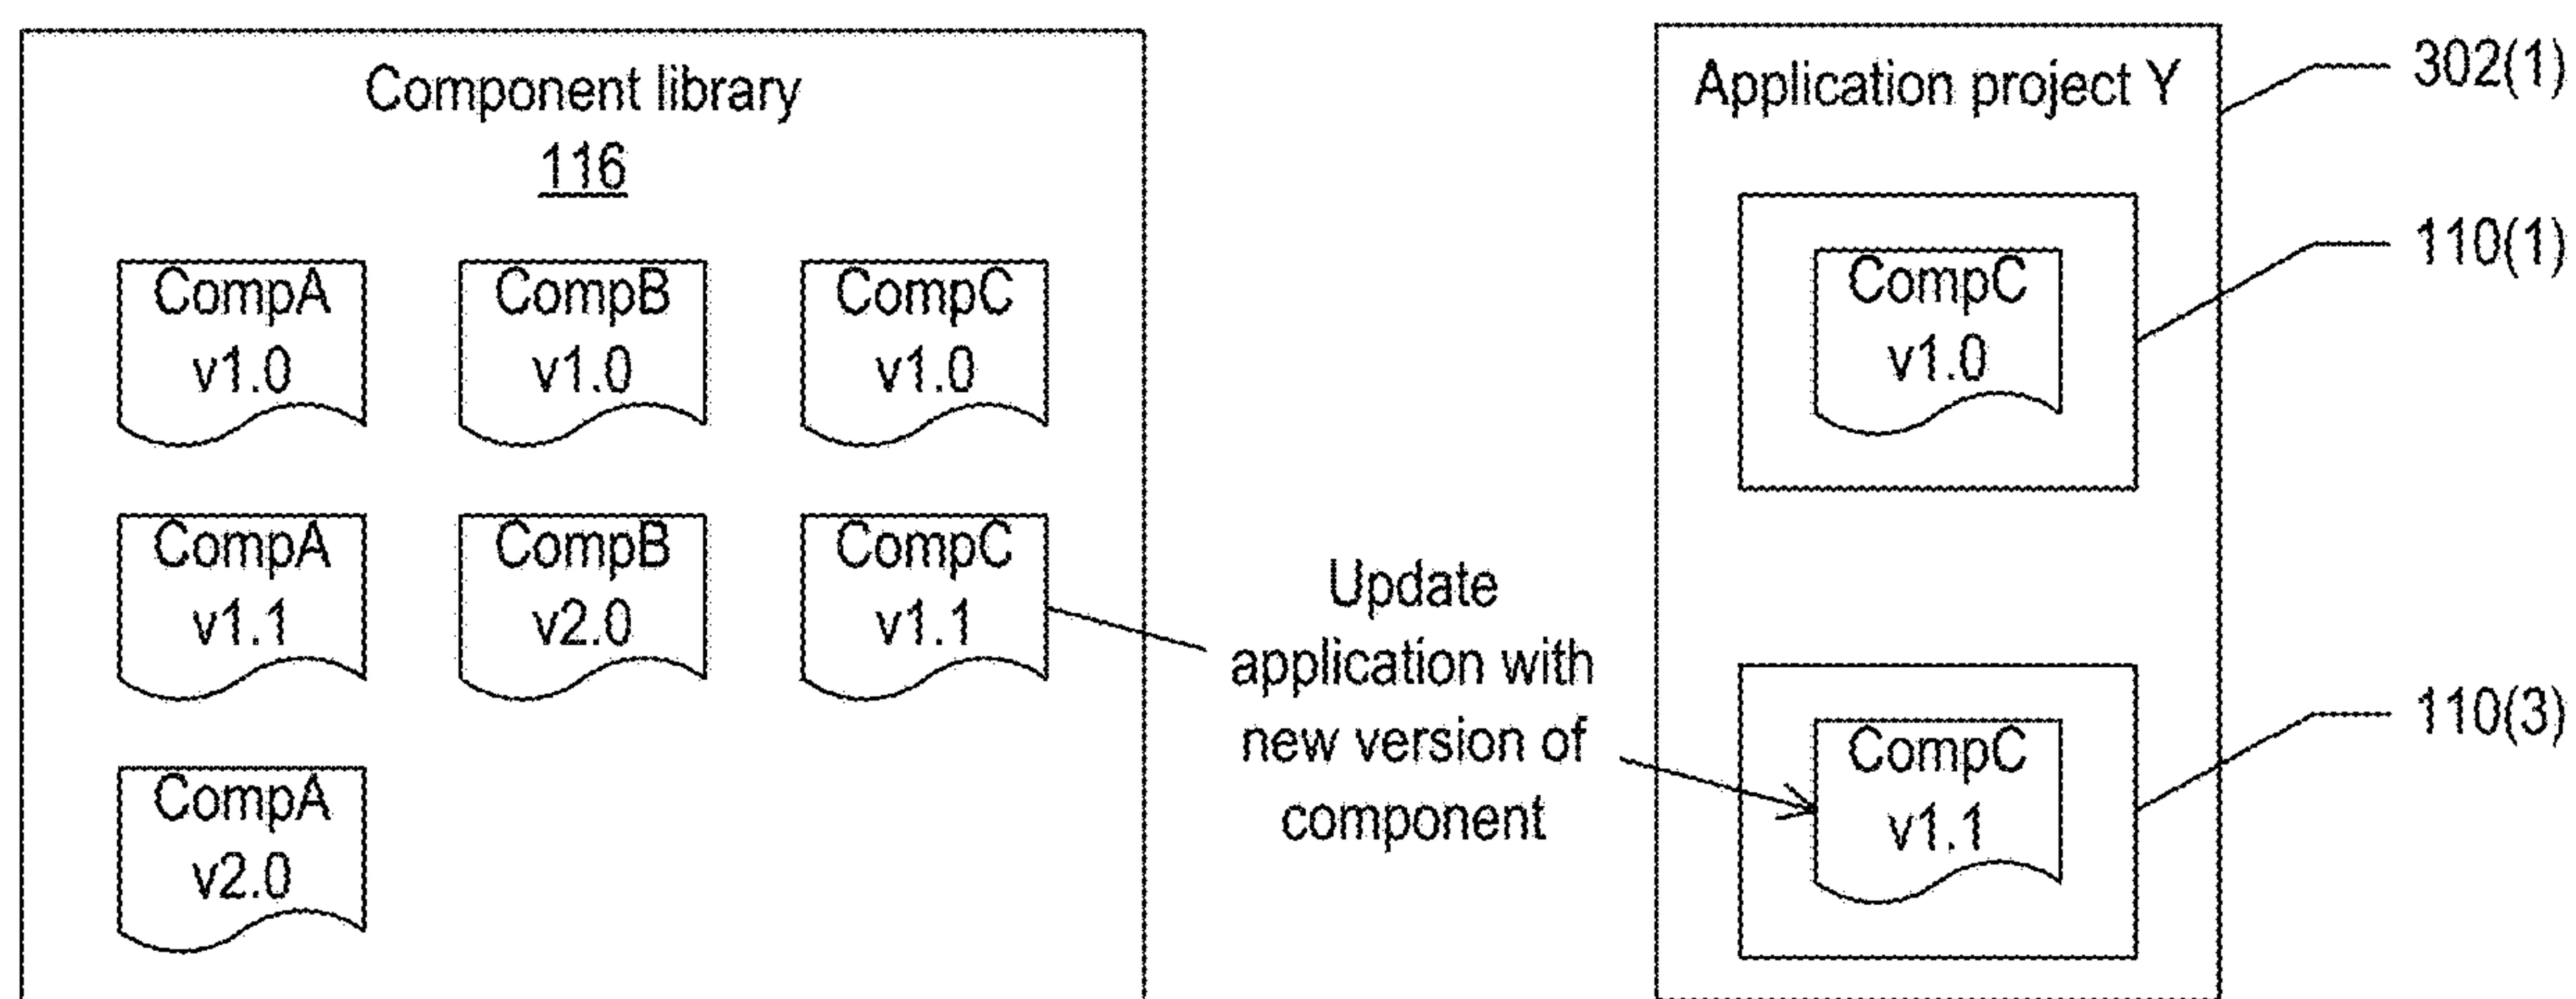 Component library
116
CompA
v1.0
CompB
v1.0
CompC
v1.0
CompA
v1.1
CompB
v2.0
CompC
v1.1
CompA
v2.0
Update
application with
new version of
component
Application project Y
CompC
v1.0
CompC
v1.1
302(1)
110(1)
110(3)